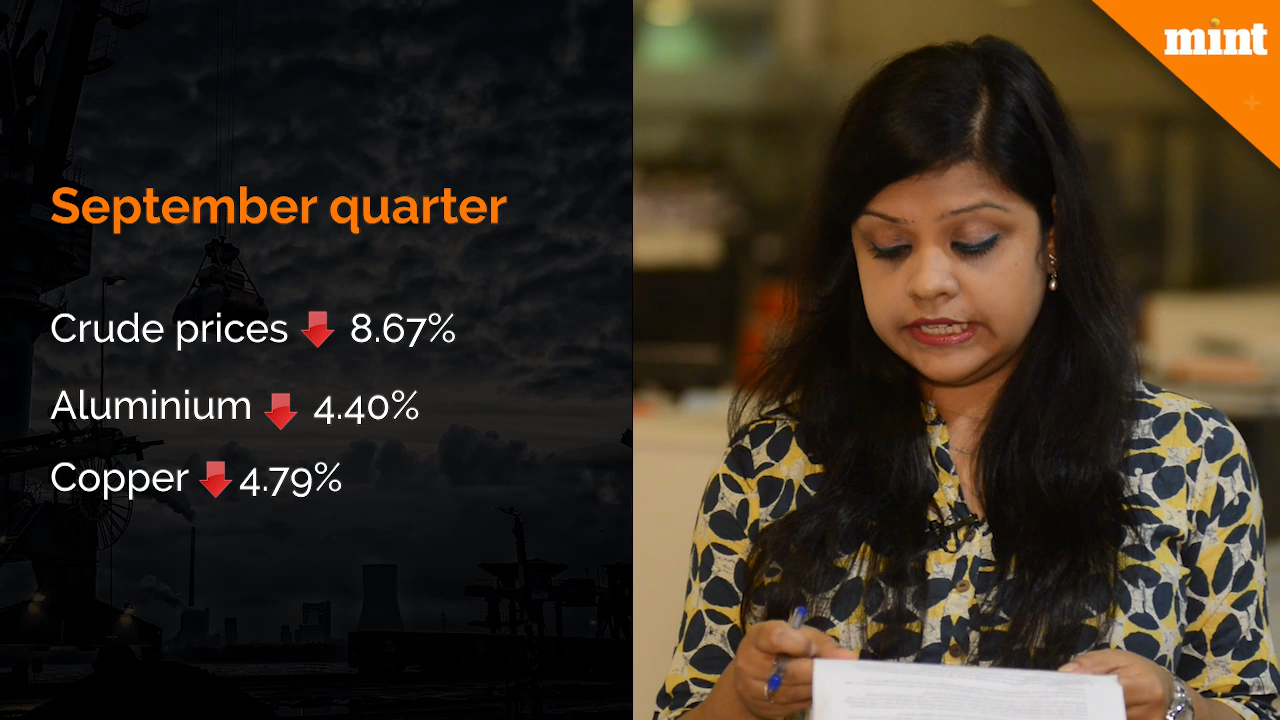 September quarter
Crude prices 8.67%
Aluminium 4.40%
Copper 4.79%
mint